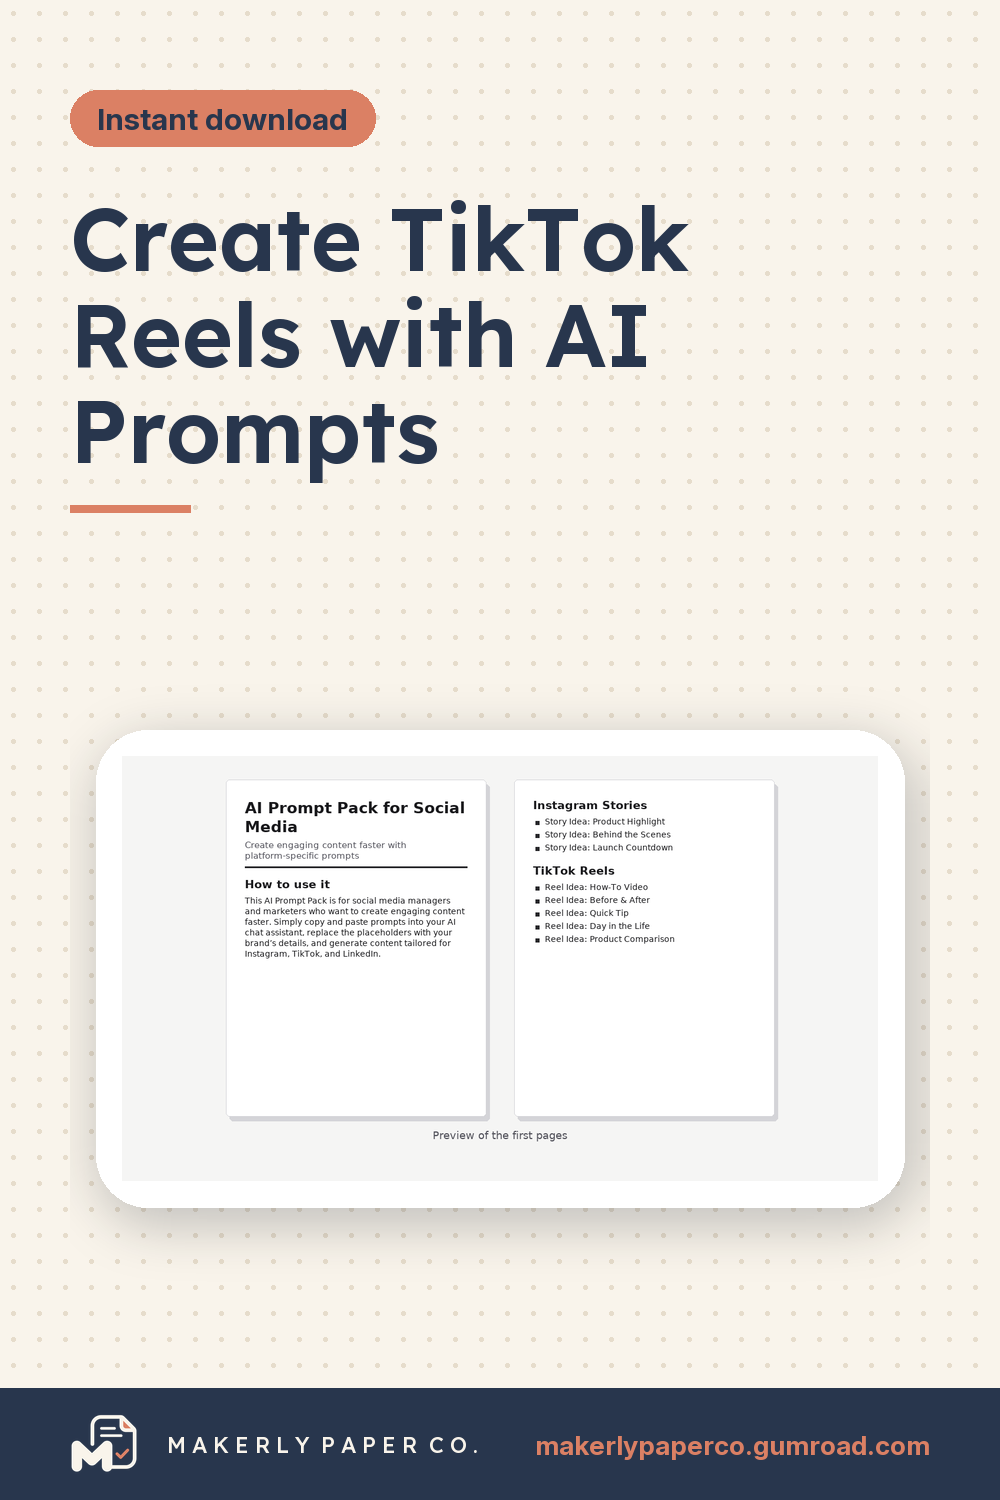 Instant download
Create TikTok
Reels with AI
Prompts
AI Prompt Pack for Social
Media
Create engaging content faster with
platform-specific prompts
How to use it
This AI Prompt Pack is for social media managers
and marketers who want to create engaging content
faster. Simply copy and paste prompts into your AI
chat assistant, replace the placeholders with your
brand's details, and generate content tailored for
Instagram, TikTok, and LinkedIn.
Instagram Stories
▪ Story Idea: Product Highlight
▪ Story Idea: Behind the Scenes
▪ Story Idea: Launch Countdown
TikTok Reels
▪ Reel Idea: How-To Video
▪ Reel Idea: Before & After
▪ Reel Idea: Quick Tip
▪ Reel Idea: Day in the Life
▪ Reel Idea: Product Comparison
Preview of the first pages
M
MAKERLY PAPER CO.
makerlypaperco.gumroad.com